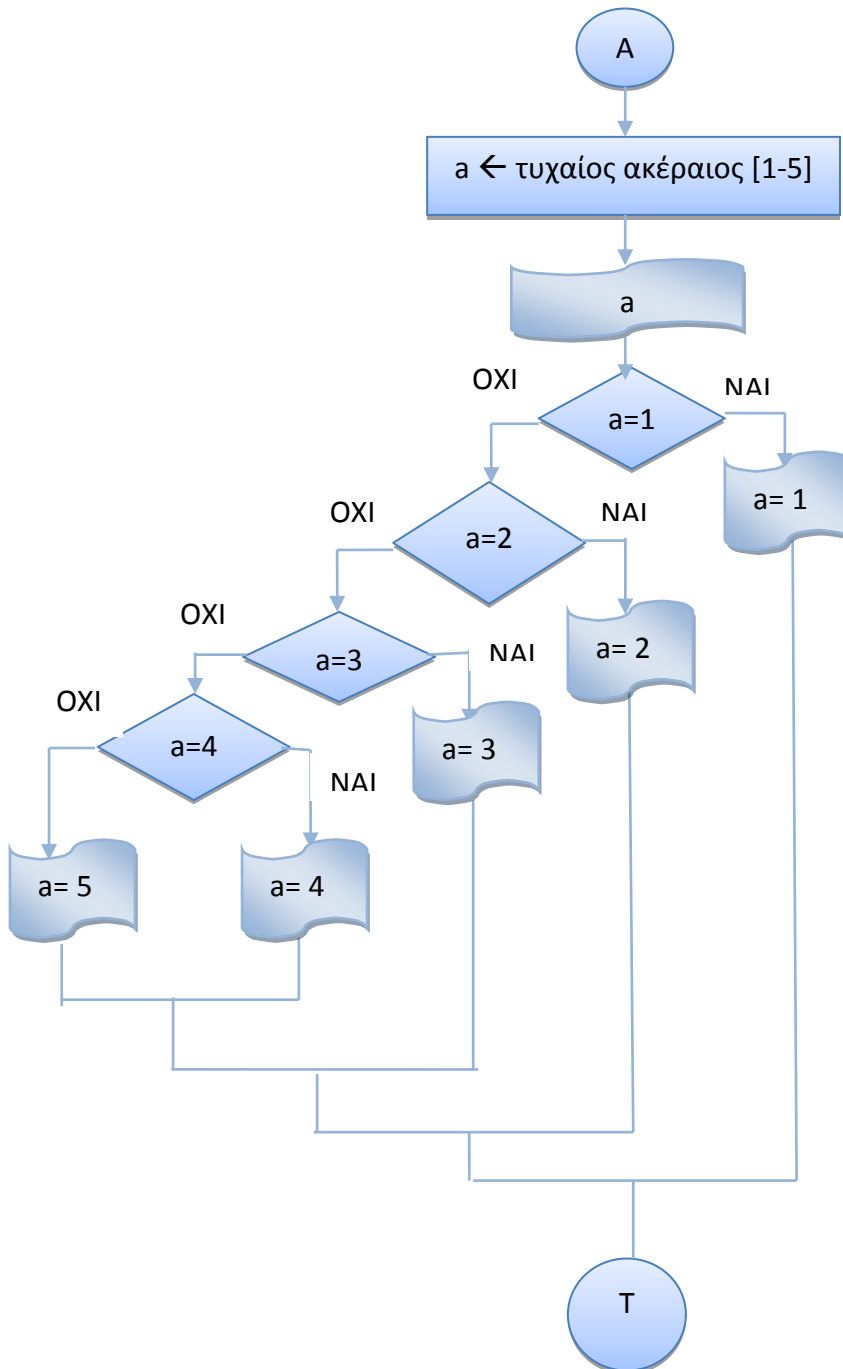 Α
a ← τυχαίος ακέραιος [1-5]
a
ΟΧΙ
ΝΑΙ
a=1
a= 1
ΟΧΙ
ΝΑΙ
a=2
a= 2
ΟΧΙ
ΝΑΙ
a=3
a= 3
ΟΧΙ
ΝΑΙ
a=4
a= 5
a= 4
Τ